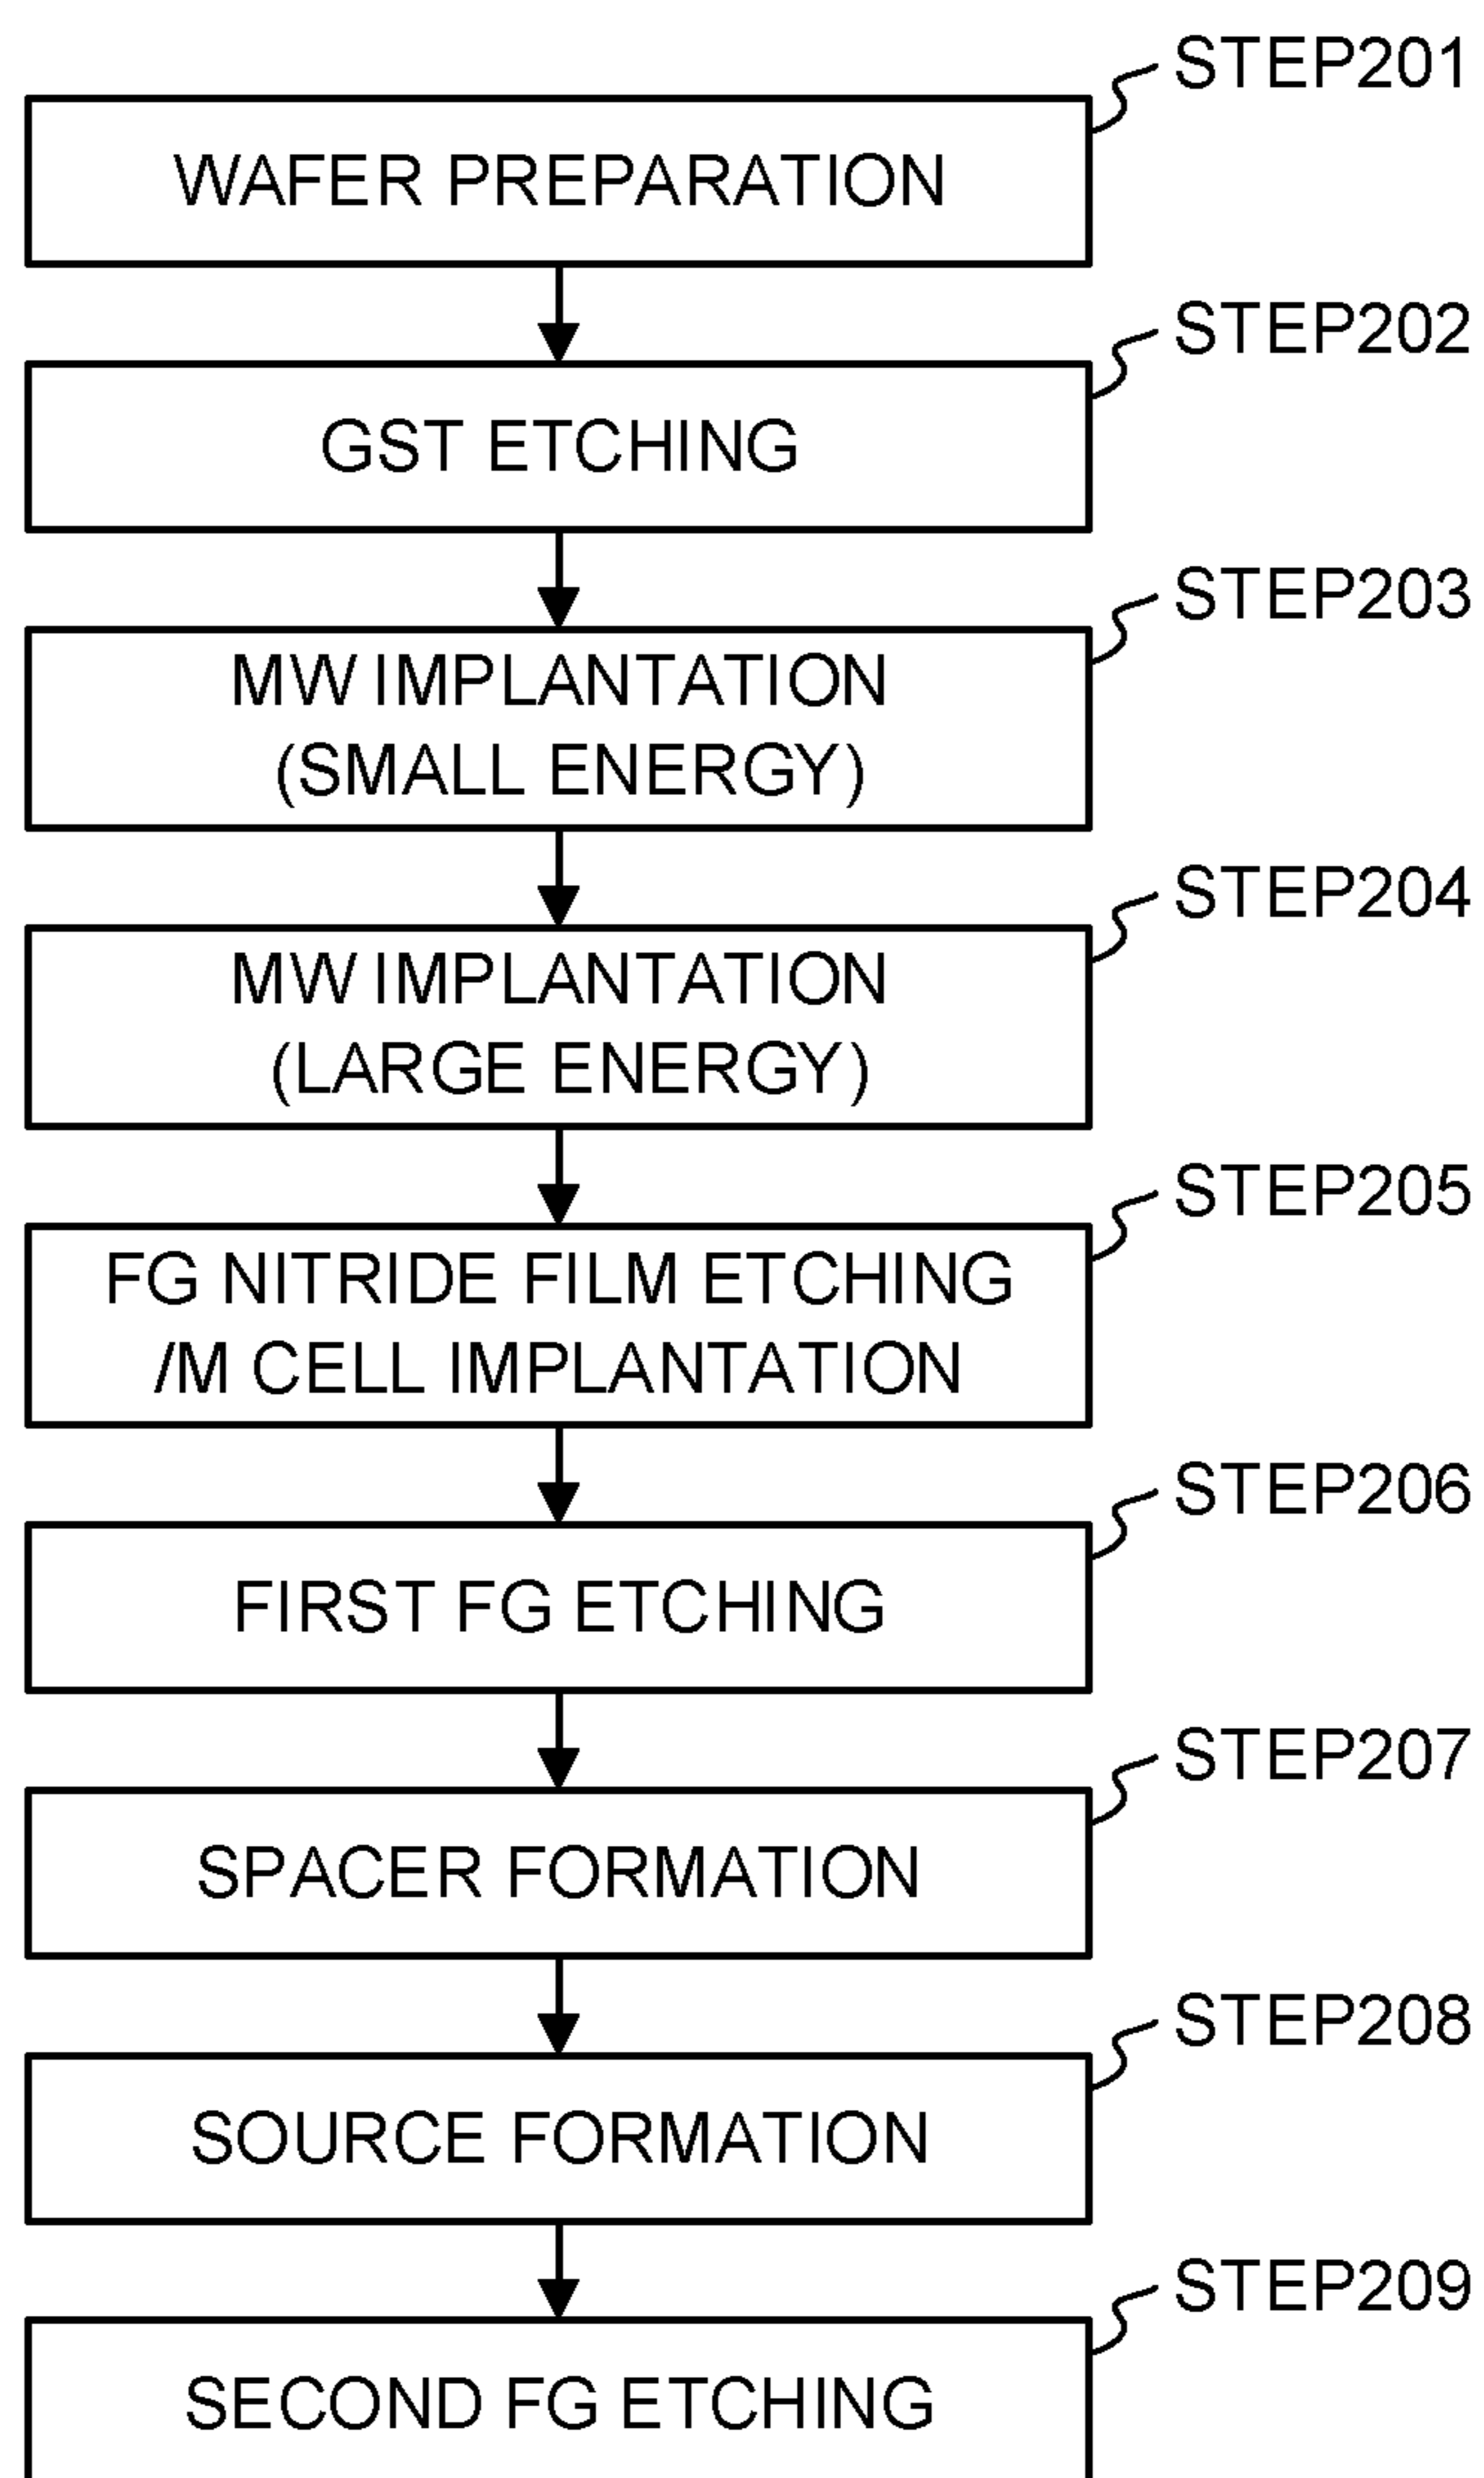 STEP201
WAFER PREPARATION
STEP202
GST ETCHING
STEP203
MW IMPLANTATION
(SMALL ENERGY)
STEP204
MW IMPLANTATION
(LARGE ENERGY)
STEP205
FG NITRIDE FILM ETCHING
/M CELL IMPLANTATION
STEP206
FIRST FG ETCHING
STEP207
SPACER FORMATION
STEP208
SOURCE FORMATION
STEP209
SECOND FG ETCHING